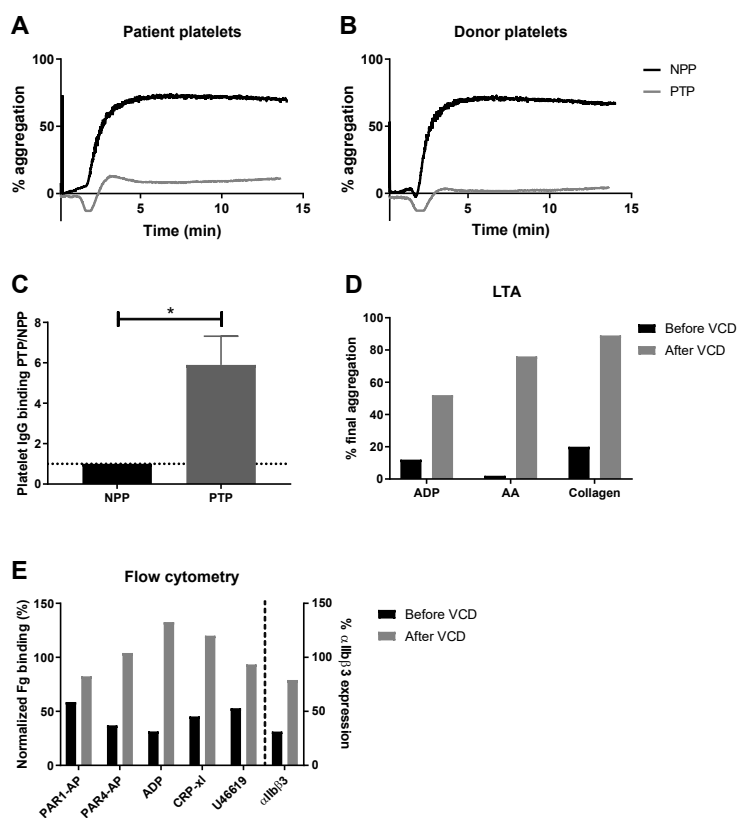 A
Patient platelets
% aggregation
100
50
0
5
10
15
Time (min)
B
Donor platelets
% aggregation
100
50
0
5
10
15
Time (min)
NPP
PTP
C
Platelet IgG binding PTP/NPP
8
6
4
2
0
*
NPP
PTP
D
LTA
% final aggregation
100
80
60
40
20
0
ADP
AA
Collagen
Before VCD
After VCD
E
Flow cytometry
Normalized Fg binding (%)
150
100
50
0
150
100
50
0
% αIIbβ3 expression
PAR1-AP
PAR4-AP
ADP
CRP-xl
U46619
αIIbβ3
Before VCD
After VCD